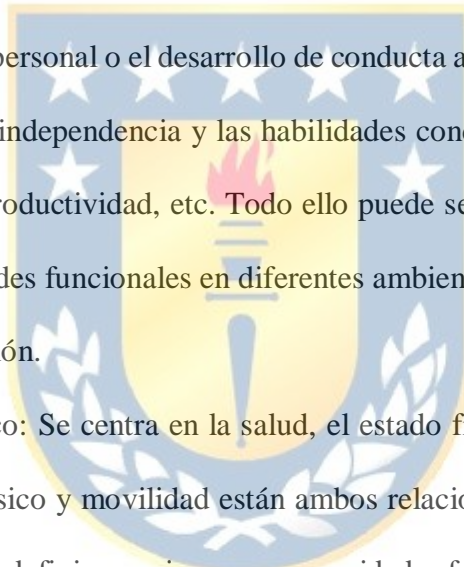 personal o el desarrollo de conducta a
independencia y las habilidades con
roductividad, etc. Todo ello puede se
des funcionales en diferentes ambien
ón.
co: Se centra en la salud, el estado f
sico y movilidad están ambos relacio